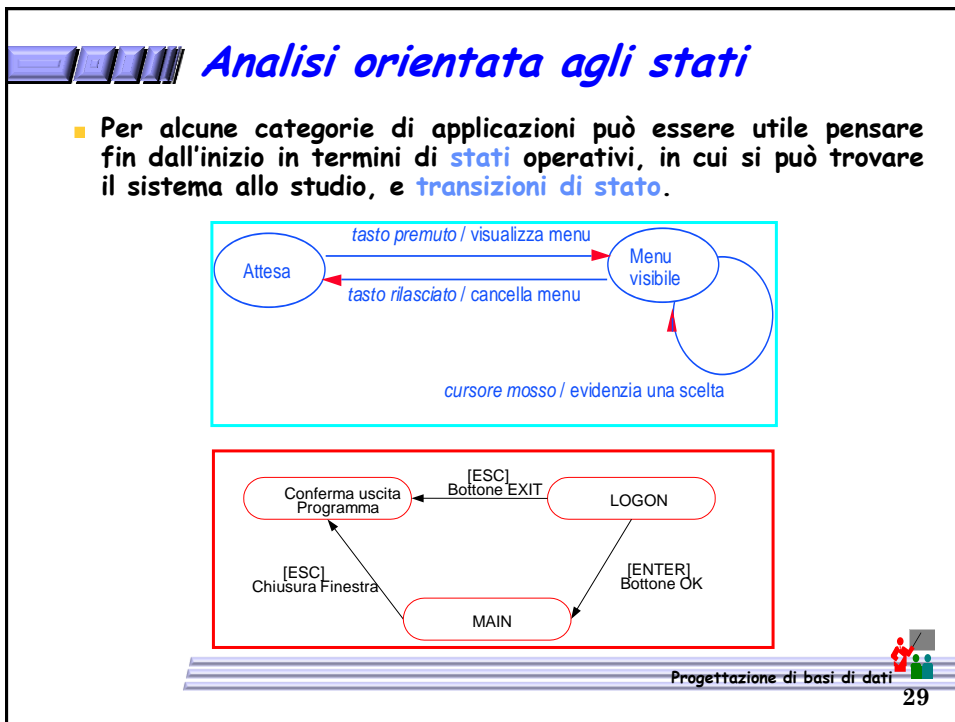 Analisi orientata agli stati
Per alcune categorie di applicazioni può essere utile pensare
fin dall'inizio in termini di stati operativi, in cui si può trovare
il sistema allo studio, e transizioni di stato.
tasto premuto / visualizza menu
Attesa
Menu
visibile
tasto rilasciato / cancella menu
cursore mosso / evidenzia una scelta
[ESC]
Bottone EXIT
Conferma uscita
Programma
LOGON
[ESC]
Chiusura Finestra
[ENTER]
Bottone OK
MAIN
Progettazione di basi di dati
29